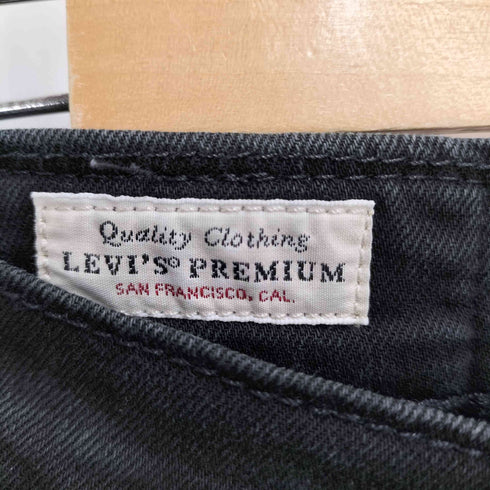 Quality Clothing
LEVI'S® PREMIUM
SAN FRANCISCO, CAL.